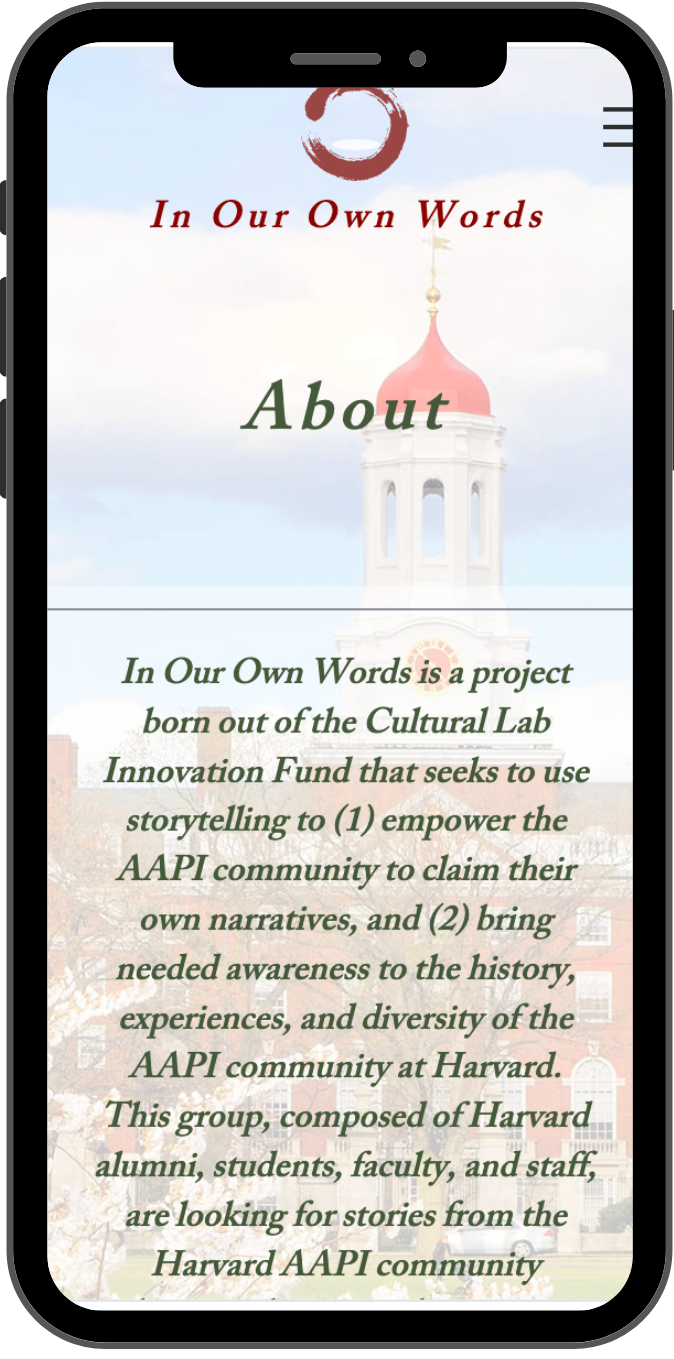 In Our Own Words
About
In Our Own Words is a project
born out of the Cultural Lab
Innovation Fund that seeks to use
storytelling to (1) empower the
AAPI community to claim their
own narratives, and (2) bring
needed awareness to the history,
experiences, and diversity of the
AAPI community at Harvard.
This group, composed of Harvard
alumni, students, faculty, and staff,
are looking for stories from the
Harvard AAPI community